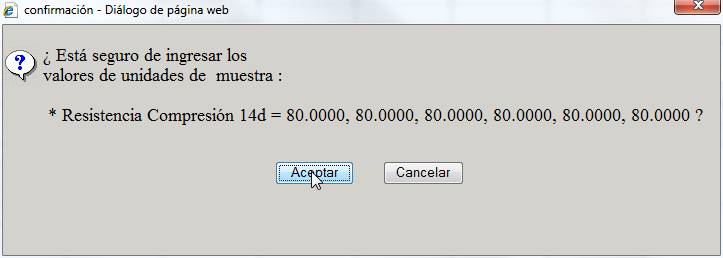 confirmación - Diálogo de página web
¿ Está seguro de ingresar los
valores de unidades de muestra :
* Resistencia Compresión 14d = 80.0000, 80.0000, 80.0000, 80.0000, 80.0000, 80.0000 ?
Aceptar
Cancelar